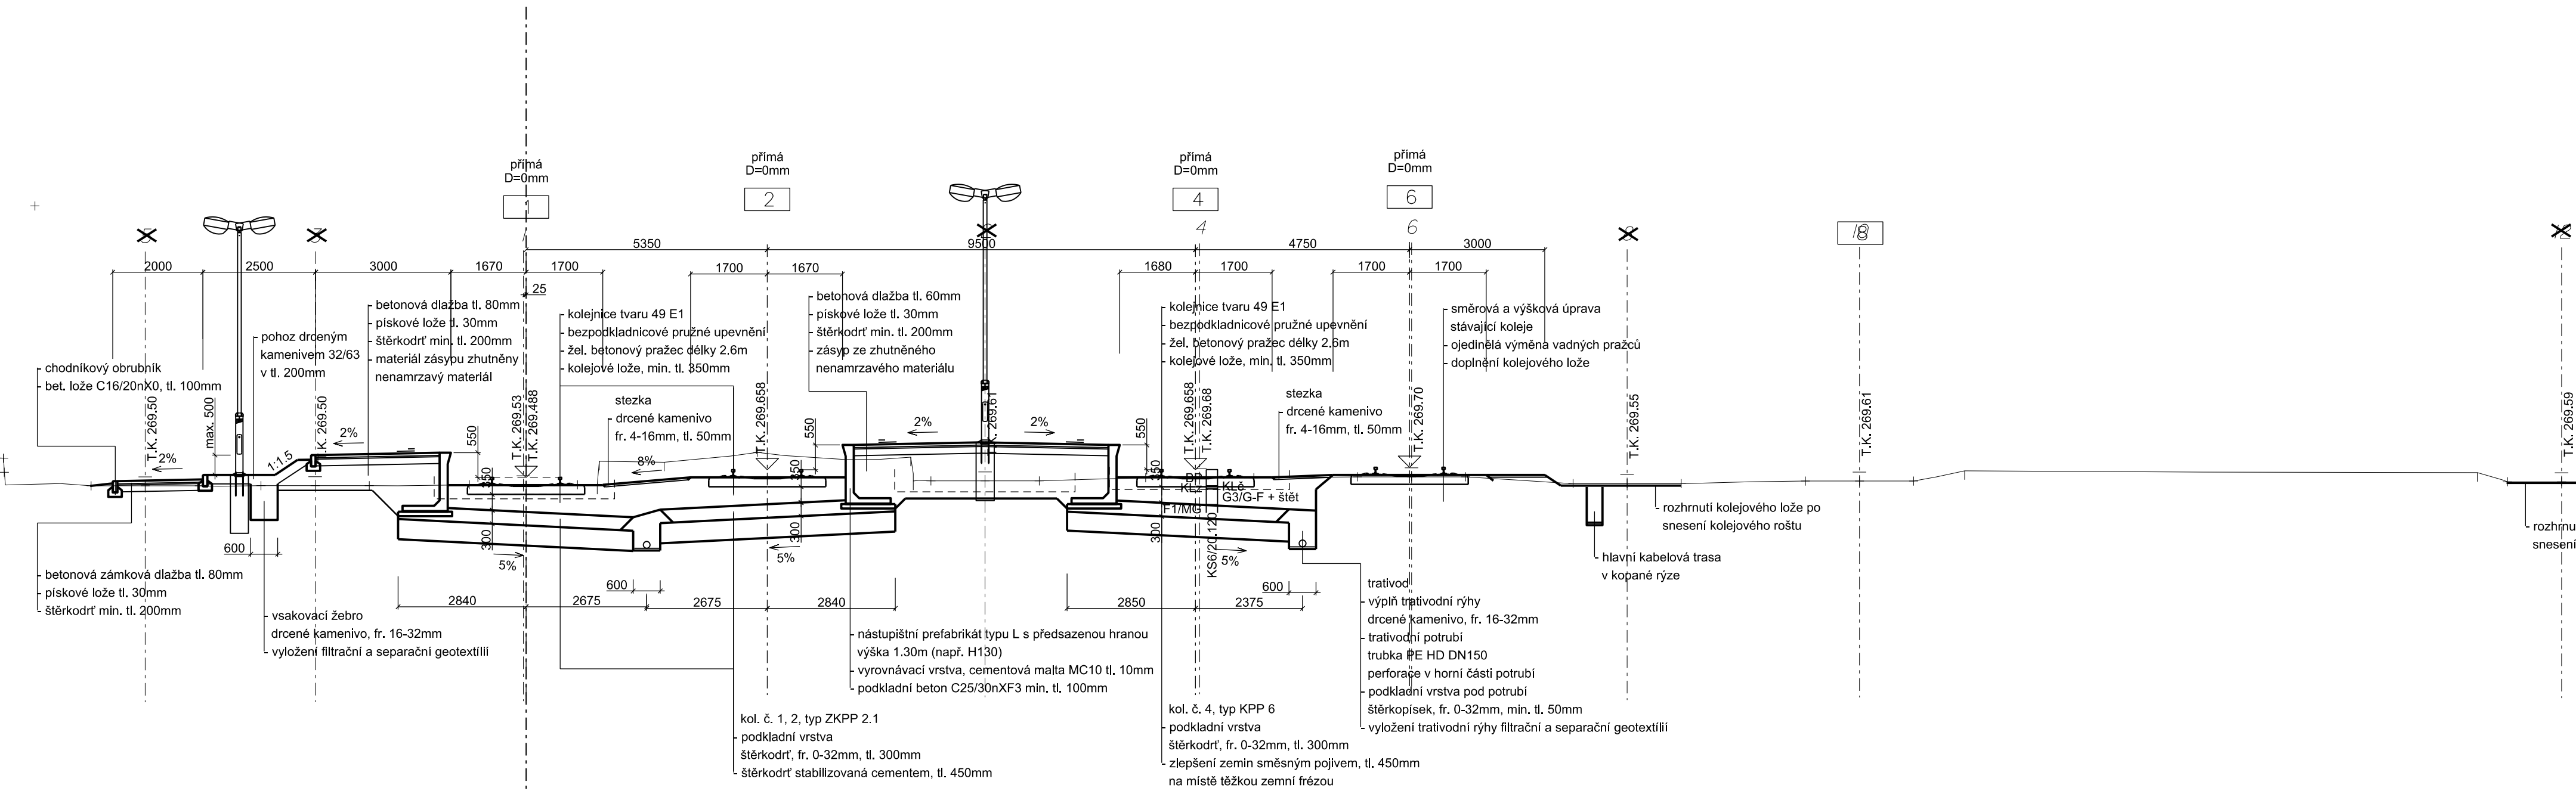 přímá
D=0mm
1
přímá
D=0mm
2
přímá
D=0mm
4
4
přímá
D=0mm
6
6
8
5350
9500
4750
3000
2000
2500
3000
1670
1700
1700
1670
1680
1700
1700
1700
25
chodníkový obrubník
bet. lože C16/20nX0, tl. 100mm
pohoz drceným
kamenivem 32/63
v tl. 200mm
betonová dlažba tl. 80mm
pískové lože tl. 30mm
štěrkodrť min. tl. 200mm
materiál zásypu zhutněny
nenamrzavý materiál
kolejnice tvaru 49 E1
bezpodkladnicové pružné upevnění
žel. betonový pražec délky 2.6m
kolejové lože, min. tl. 350mm
stezka
drcené kamenivo
fr. 4-16mm, tl. 50mm
betonová dlažba tl. 60mm
pískové lože tl. 30mm
štěrkodrť min. tl. 200mm
zásyp ze zhutněného
nenamrzavého materiálu
kolejnice tvaru 49 E1
bezpodkladnicové pružné upevnění
žel. betonový pražec délky 2,6m
kolejové lože, min. tl. 350mm
stezka
drcené kamenivo
fr. 4-16mm, tl. 50mm
směrová a výšková úprava
stávající koleje
ojedinělá výměna vadných pražců
doplnění kolejového lože
T.K. 269.50
max. 500
T.K. 269.50
T.K. 269.53
T.K. 269.488
T.K. 269.658
T.K. 269.61
T.K. 269.658
T.K. 269.68
T.K. 269.70
T.K. 269.55
T.K. 269.61
T.K. 269.59
2%
1:1.5
2%
550
350
8%
550
350
2%
2%
550
350
KLč
G3/G-F + štět
F1/MG
KS6/20.120
300
5%
300
5%
300
5%
600
600
600
2840
2675
2675
2840
2850
2375
rozhrnutí kolejového lože po
snesení kolejového roštu
hlavní kabelová trasa
v kopané rýze
rozhrnu
snesení
betonová zámková dlažba tl. 80mm
pískové lože tl. 30mm
štěrkodrť min. tl. 200mm
vsakovací žebro
drcené kamenivo, fr. 16-32mm
vyložení filtrační a separační geotextílií
nástupištní prefabrikát typu L s předsazenou hranou
výška 1.30m (např. H130)
vyrovnávací vrstva, cementová malta MC10 tl. 10mm
podkladní beton C25/30nXF3 min. tl. 100mm
kol. č. 1, 2, typ ZKPP 2.1
podkladní vrstva
štěrkodrť, fr. 0-32mm, tl. 300mm
štěrkodrť stabilizovaná cementem, tl. 450mm
kol. č. 4, typ KPP 6
podkladní vrstva
štěrkodrť, fr. 0-32mm, tl. 300mm
zlepšení zemin směsným pojivem, tl. 450mm
na místě těžkou zemní frézou
trativod
výplň trativodní rýhy
drcené kamenivo, fr. 16-32mm
trativodní potrubí
trubka PE HD DN150
perforace v horní části potrubí
podkladní vrstva pod potrubí
štěrkopísek, fr. 0-32mm, min. tl. 50mm
vyložení trativodní rýhy filtrační a separační geotextílií